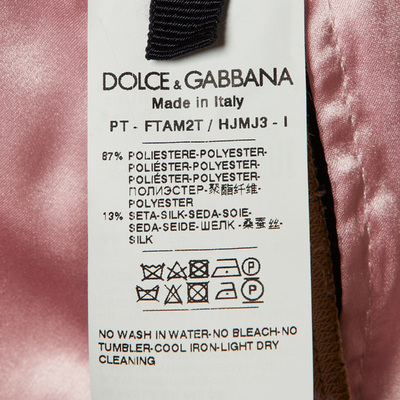 DOLCE & GABBANA
Made in Italy
PT - FTAM2T / HJMJ3 - I
87% POLIESTERE-POLYESTER-
POLIÉSTER-POLYESTER-
POLYESTER-POLYESTER-
ПОЛИЭСТЕР-聚酯纤维-
POLYESTER
13% SETA-SILK-SEDA-SOIE-
SEDA-SEIDE-ШЕЛК -桑蚕丝-
SILK
P
P
NO WASH IN WATER-NO BLEACH-NO
TUMBLER-COOL IRON-LIGHT DRY
CLEANING